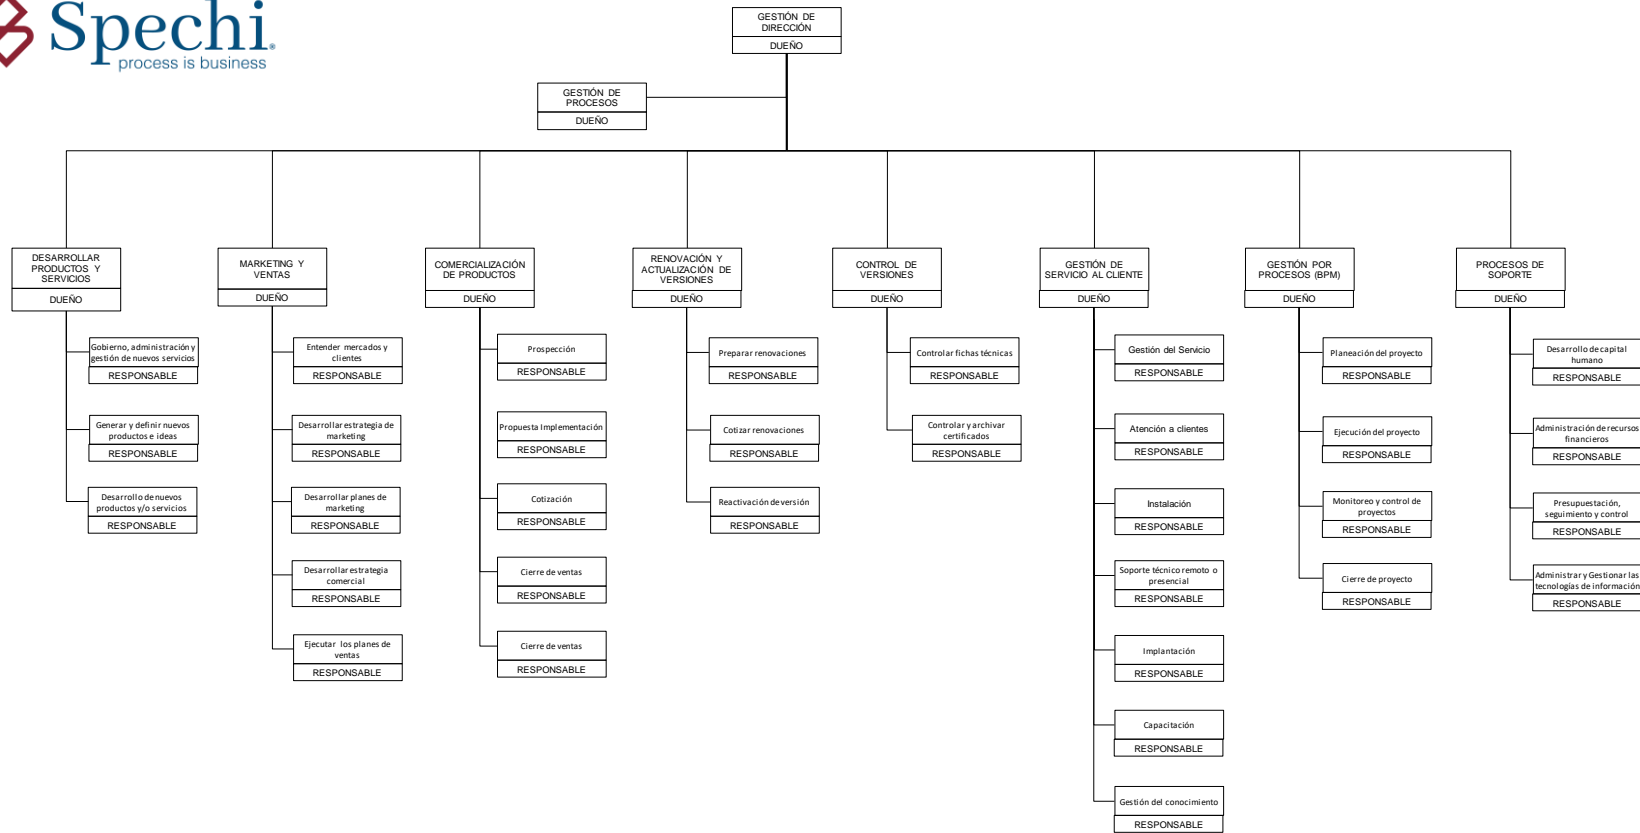 Spechi®
process is business
GESTIÓN DE
DIRECCIÓN
DUEÑO
GESTIÓN DE
PROCESOS
DUEÑO
DESARROLLAR
PRODUCTOS Y
SERVICIOS
DUEÑO
Gobierno, administración y
gestión de nuevos servicios
RESPONSABLE
Generar y definir nuevos
productos e ideas
RESPONSABLE
Desarrollo de nuevos
productos y/o servicios
RESPONSABLE
MARKETING Y
VENTAS
DUEÑO
Entender mercados y
clientes
RESPONSABLE
Desarrollar estrategia de
marketing
RESPONSABLE
Desarrollar planes de
marketing
RESPONSABLE
Desarrollar estrategia
comercial
RESPONSABLE
Ejecutar los planes de
ventas
RESPONSABLE
COMERCIALIZACIÓN
DE PRODUCTOS
DUEÑO
Prospección
RESPONSABLE
Propuesta Implementación
RESPONSABLE
Cotización
RESPONSABLE
Cierre de ventas
RESPONSABLE
Cierre de ventas
RESPONSABLE
RENOVACIÓN Y
ACTUALIZACIÓN DE
VERSIONES
DUEÑO
Preparar renovaciones
RESPONSABLE
Cotizar renovaciones
RESPONSABLE
Reactivación de versión
RESPONSABLE
CONTROL DE
VERSIONES
DUEÑO
Controlar fichas técnicas
RESPONSABLE
Controlar y archivar
certificados
RESPONSABLE
GESTIÓN DE
SERVICIO AL CLIENTE
DUEÑO
Gestión del Servicio
RESPONSABLE
Atención a clientes
RESPONSABLE
Instalación
RESPONSABLE
Soporte técnico remoto o
presencial
RESPONSABLE
Implantación
RESPONSABLE
Capacitación
RESPONSABLE
Gestión del conocimiento
RESPONSABLE
GESTIÓN POR
PROCESOS (BPM)
DUEÑO
Planeación del proyecto
RESPONSABLE
Ejecución del proyecto
RESPONSABLE
Monitoreo y control de
proyectos
RESPONSABLE
Cierre de proyecto
RESPONSABLE
PROCESOS DE
SOPORTE
DUEÑO
Desarrollo de capital
humano
RESPONSABLE
Administración de recursos
financieros
RESPONSABLE
Presupuestación,
seguimiento y control
RESPONSABLE
Administrar y Gestionar las
tecnologías de información
RESPONSABLE